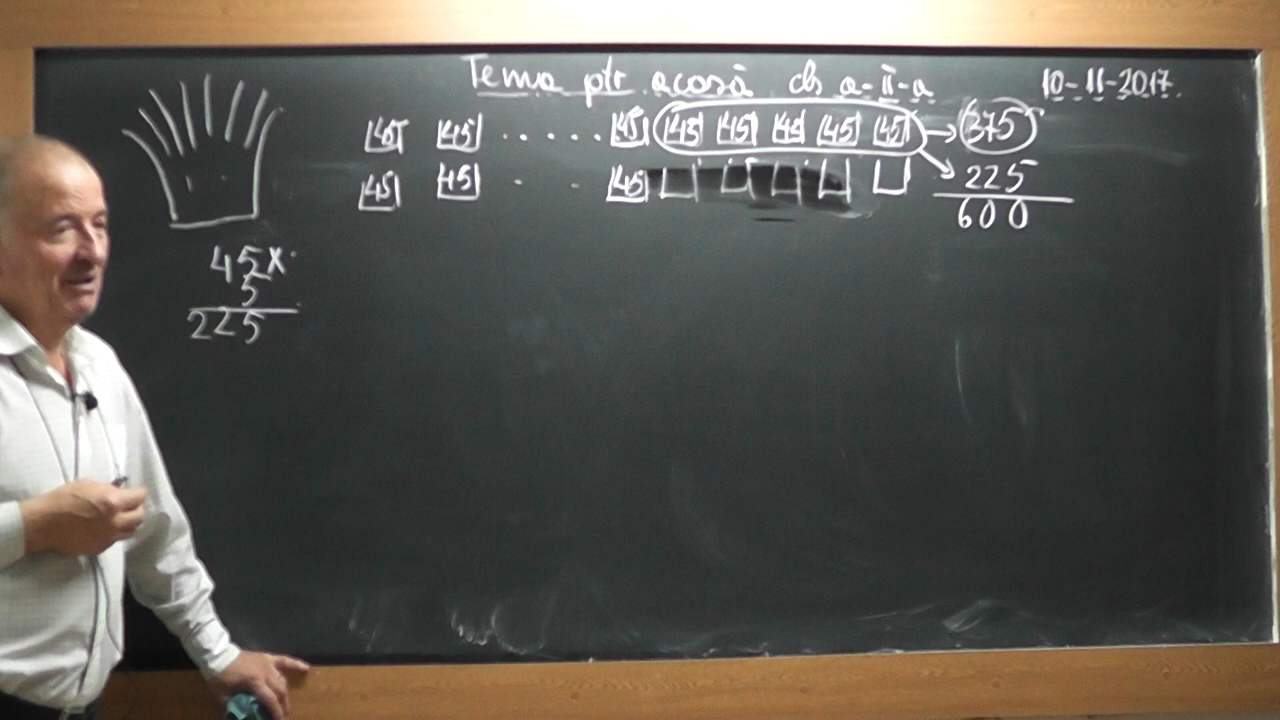 Tema ptr acasă cls a-II-a 10-11-2017.
45 45 . . . . . 45 45 45 45 45 45 → 375
45 45 . . 45 225
600
45x
5
225